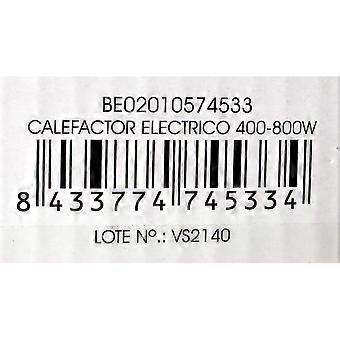 BE02010574533
CALEFACTOR ELECTRICO 400-800W
8 433774 745334
LOTE Nº.: VS2140